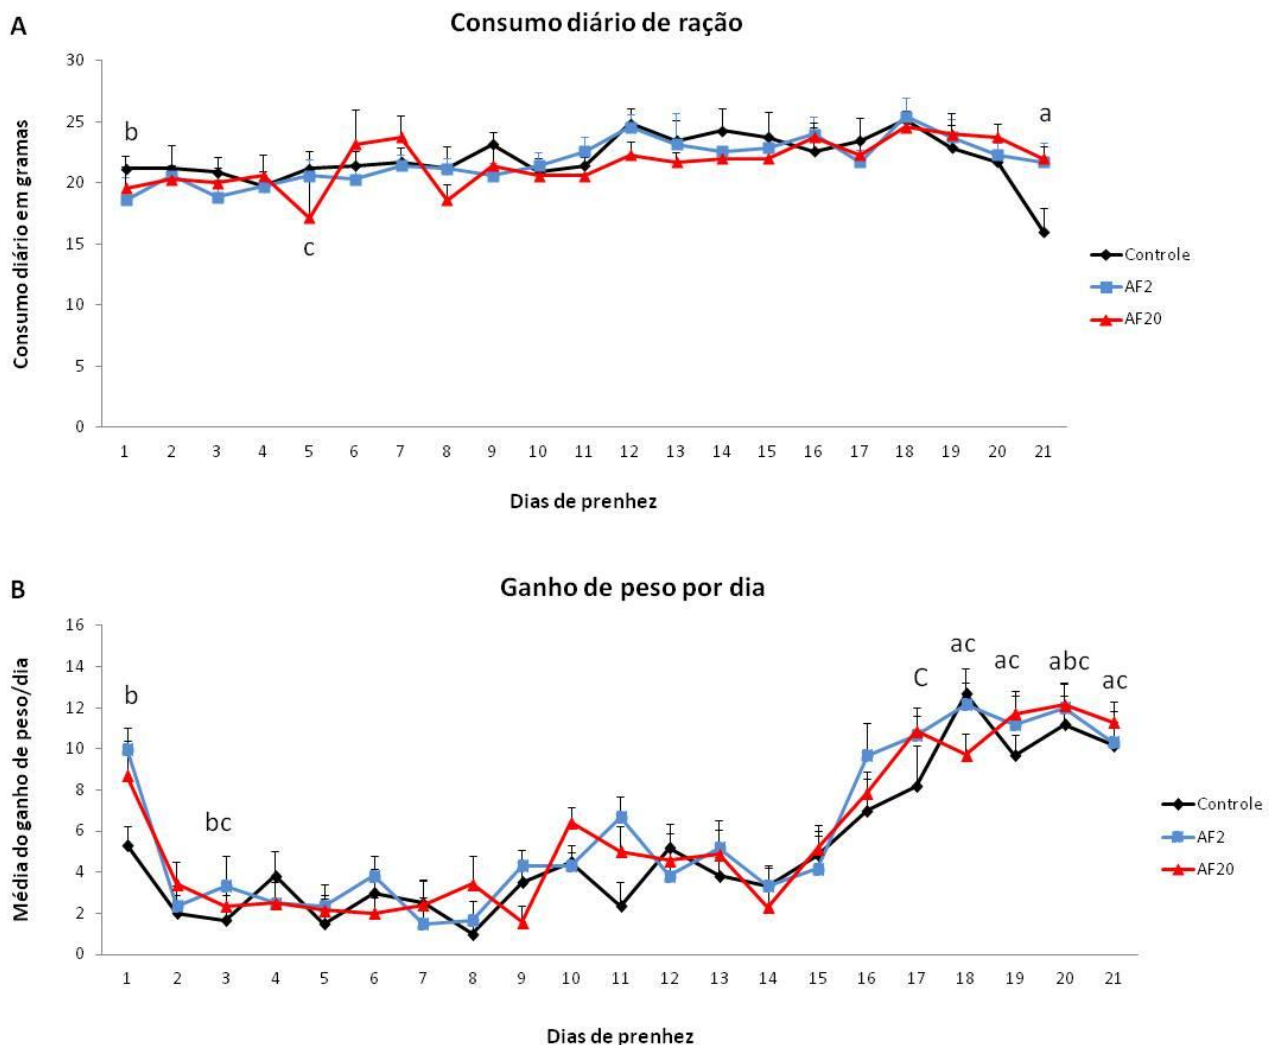 A
Consumo diário de ração
Consumo diário em gramas
30
25
20
15
10
5
0
b
c
a
1 2 3 4 5 6 7 8 9 10 11 12 13 14 15 16 17 18 19 20 21
Dias de prenhez
Controle
AF2
AF20
B
Ganho de peso por dia
Média do ganho de peso/dia
16
14
12
10
8
6
4
2
0
b
bc
C
ac
ac
abc
ac
1 2 3 4 5 6 7 8 9 10 11 12 13 14 15 16 17 18 19 20 21
Dias de prenhez
Controle
AF2
AF20